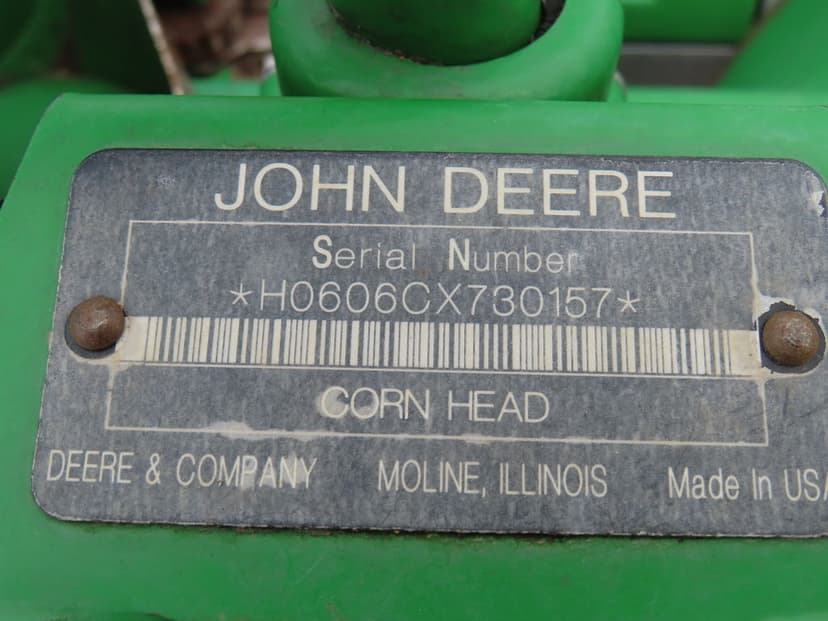 JOHN DEERE
Serial Number
*H0606CX730157*
CORN HEAD
DEERE & COMPANY MOLINE, ILLINOIS Made In USA